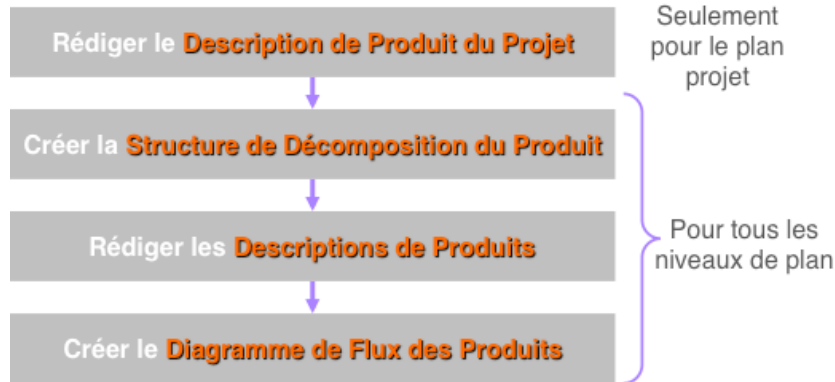 Rédiger le Description de Produit du Projet
Seulement
pour le plan
projet
Créer la Structure de Décomposition du Produit
Rédiger les Descriptions de Produits
Pour tous les
niveaux de plan
Créer le Diagramme de Flux des Produits